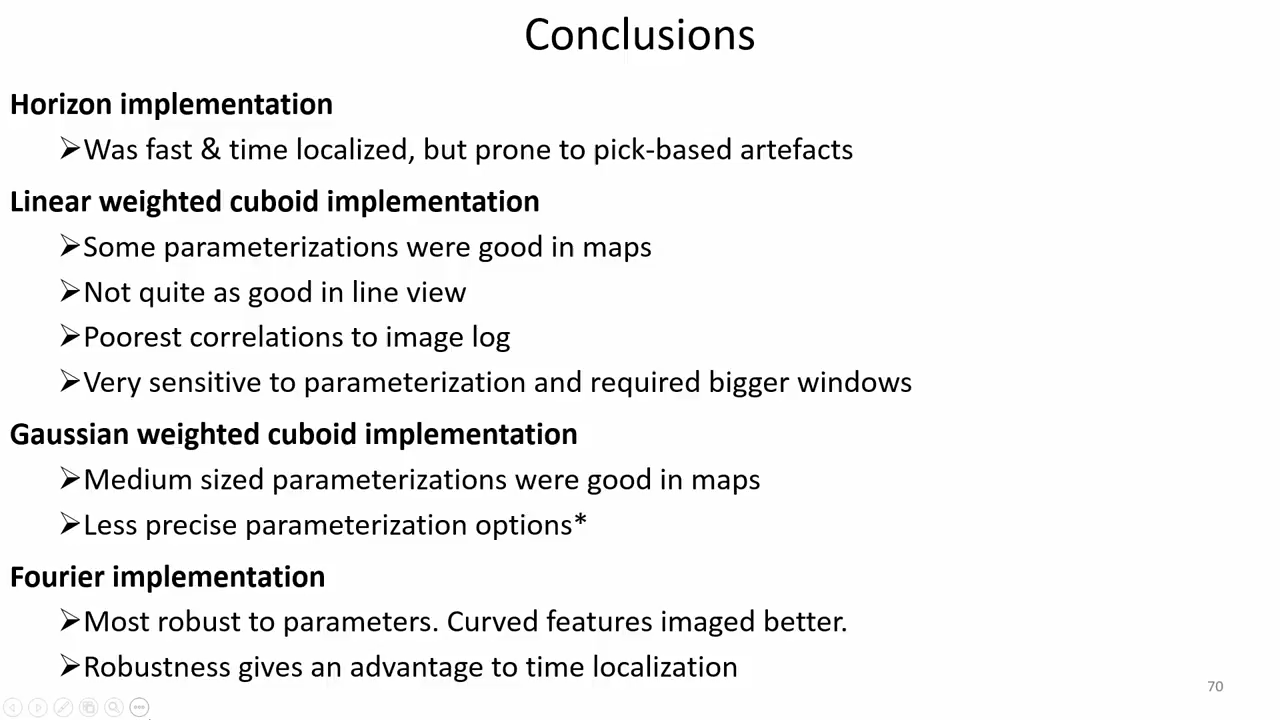 Conclusions
Horizon implementation
➢Was fast & time localized, but prone to pick-based artefacts
Linear weighted cuboid implementation
➢Some parameterizations were good in maps
➢Not quite as good in line view
➢Poorest correlations to image log
➢Very sensitive to parameterization and required bigger windows
Gaussian weighted cuboid implementation
➢Medium sized parameterizations were good in maps
➢Less precise parameterization options*
Fourier implementation
➢Most robust to parameters. Curved features imaged better.
➢Robustness gives an advantage to time localization
70